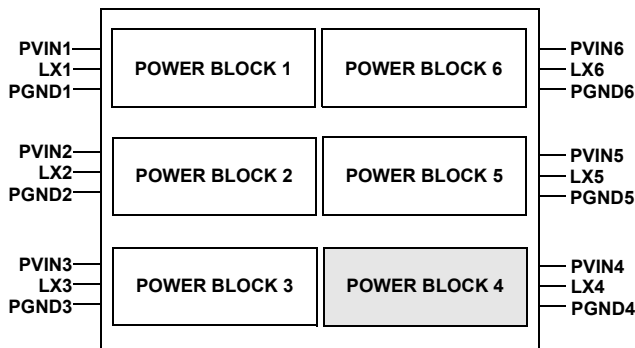 PVIN1
LX1
PGND1
POWER BLOCK 1
POWER BLOCK 6
PVIN6
LX6
PGND6
PVIN2
LX2
PGND2
POWER BLOCK 2
POWER BLOCK 5
PVIN5
LX5
PGND5
PVIN3
LX3
PGND3
POWER BLOCK 3
POWER BLOCK 4
PVIN4
LX4
PGND4